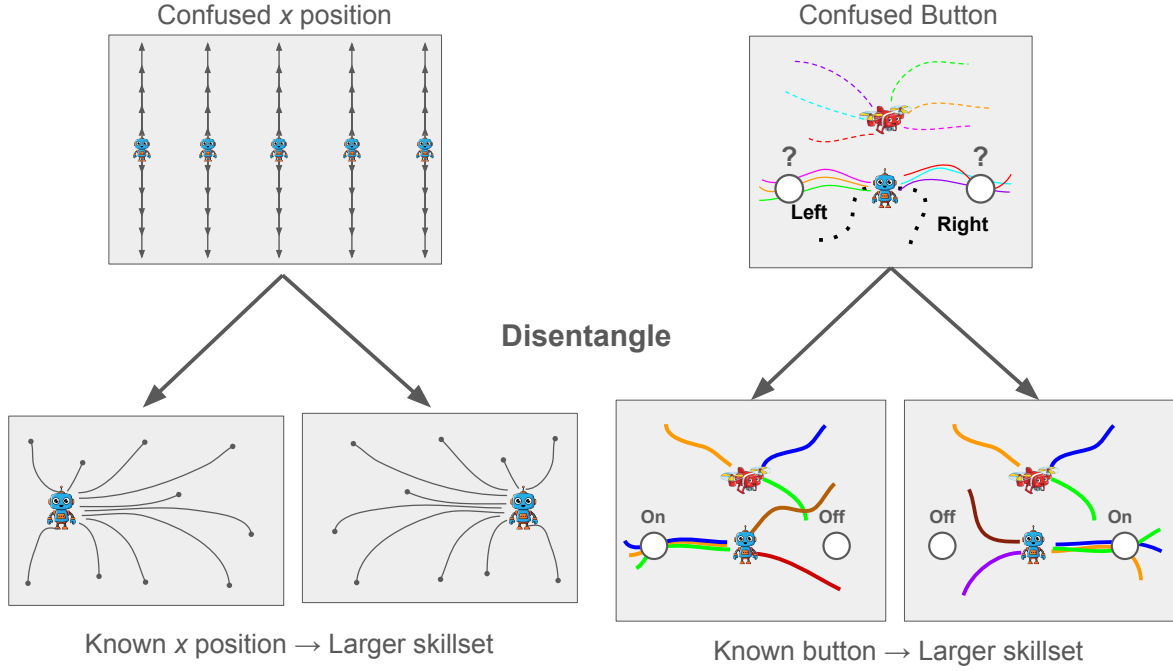 Confused x position
Confused Button
?
?
Left
Right
Disentangle
On
Off
Off
On
Known x position → Larger skillset
Known button → Larger skillset